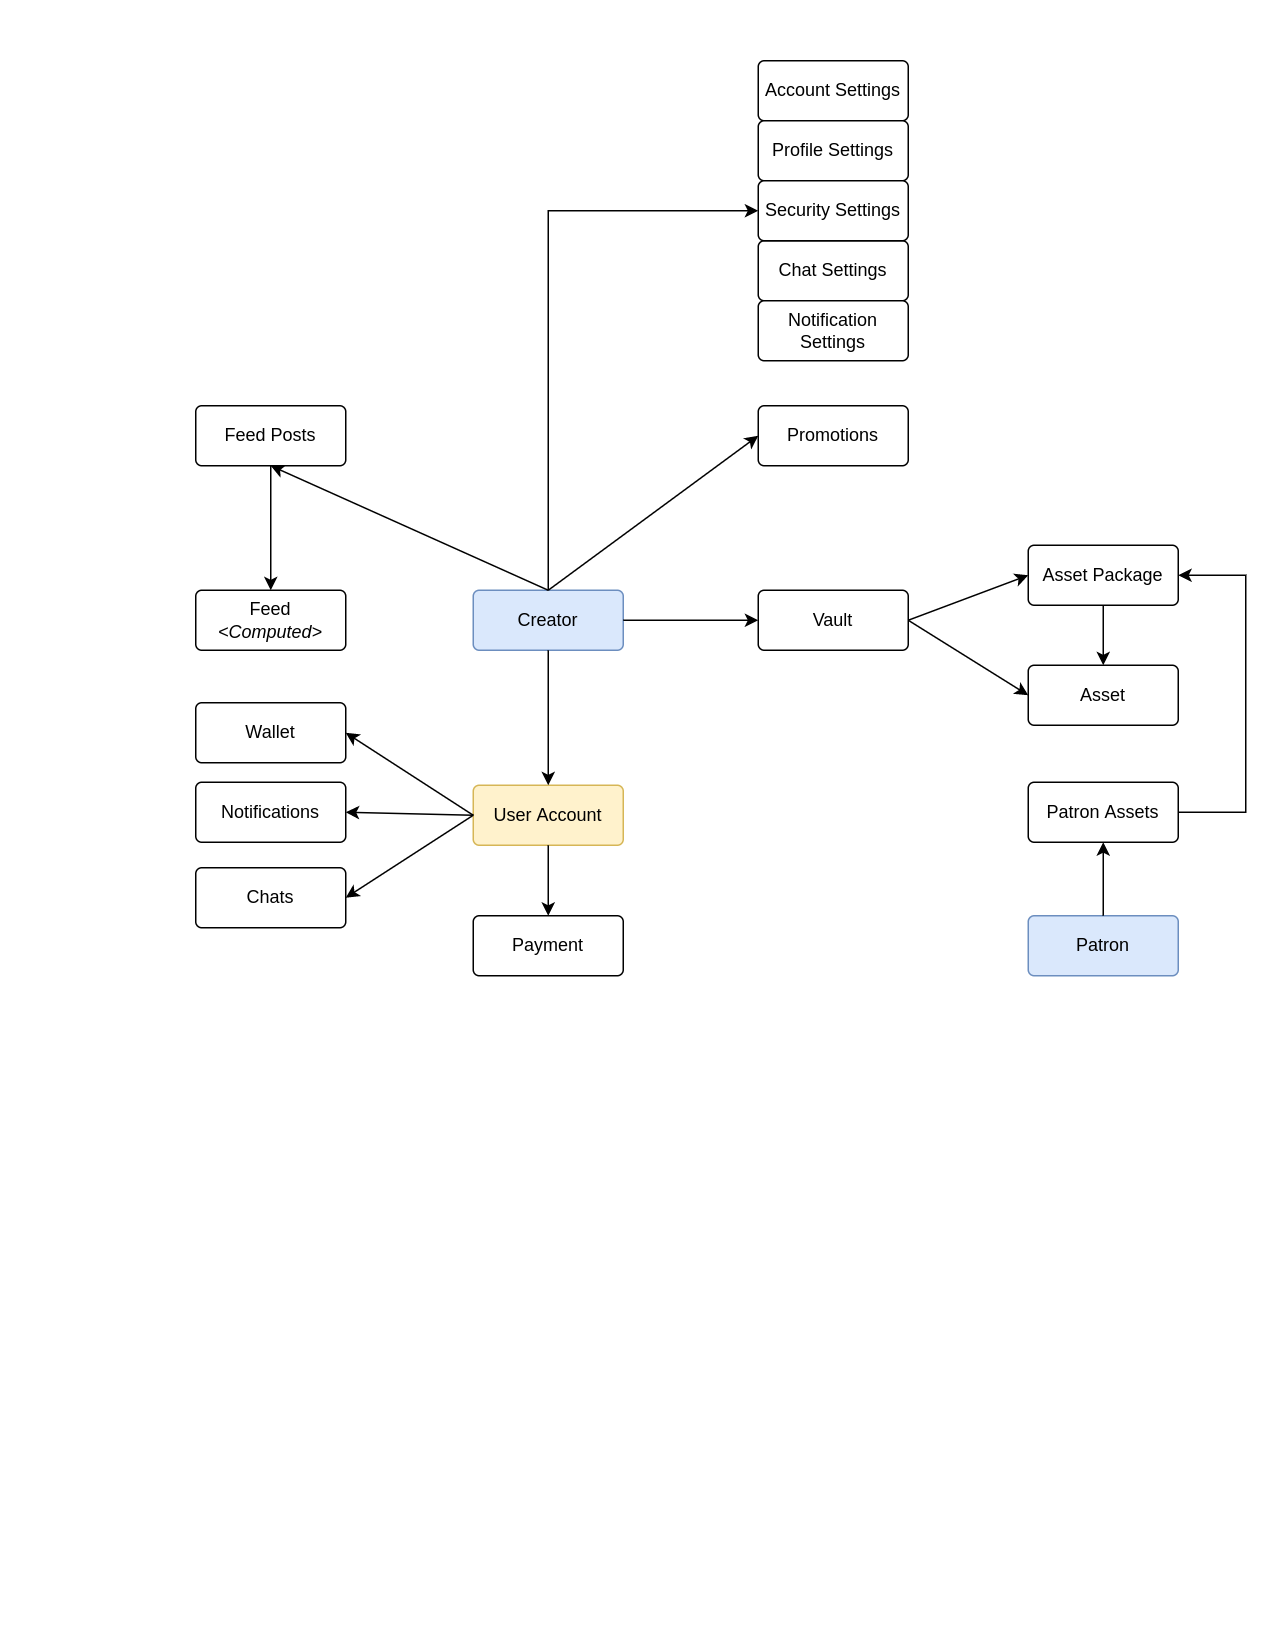 Account Settings
Profile Settings
Security Settings
Chat Settings
Notification
Settings
Feed Posts
Promotions
Feed
<Computed>
Creator
Vault
Asset Package
Asset
Wallet
Notifications
Chats
User Account
Payment
Patron Assets
Patron